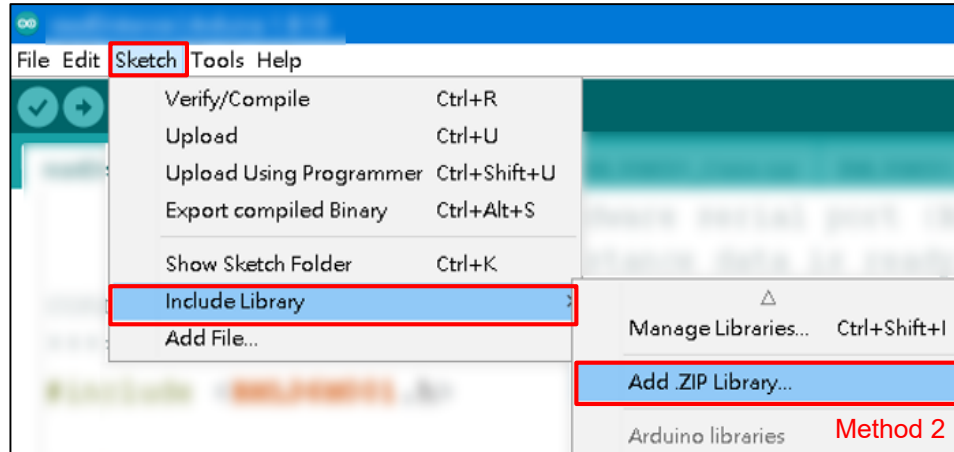 File Edit Sketch Tools Help
Verify/Compile Ctrl+R
Upload Ctrl+U
Upload Using Programmer Ctrl+Shift+U
Export compiled Binary Ctrl+Alt+S
Show Sketch Folder Ctrl+K
Include Library
Add File...
Manage Libraries... Ctrl+Shift+I
Add .ZIP Library...
Arduino libraries
Method 2